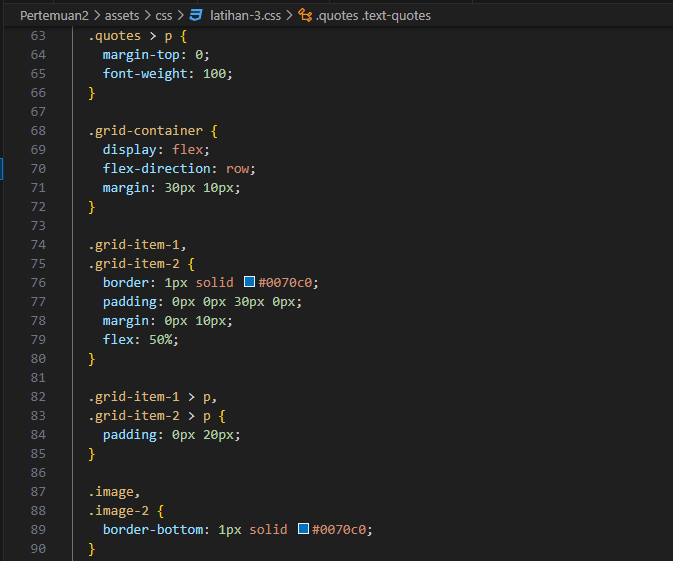 Pertemuan2 > assets > css > latihan-3.css > .quotes .text-quotes
63 .quotes > p {
64 margin-top: 0;
65 font-weight: 100;
66 }
67
68 .grid-container {
69 display: flex;
70 flex-direction: row;
71 margin: 30px 10px;
72 }
73
74 .grid-item-1,
75 .grid-item-2 {
76 border: 1px solid #0070c0;
77 padding: 0px 0px 30px 0px;
78 margin: 0px 10px;
79 flex: 50%;
80 }
81
82 .grid-item-1 > p,
83 .grid-item-2 > p {
84 padding: 0px 20px;
85 }
86
87 .image,
88 .image-2 {
89 border-bottom: 1px solid #0070c0;
90 }